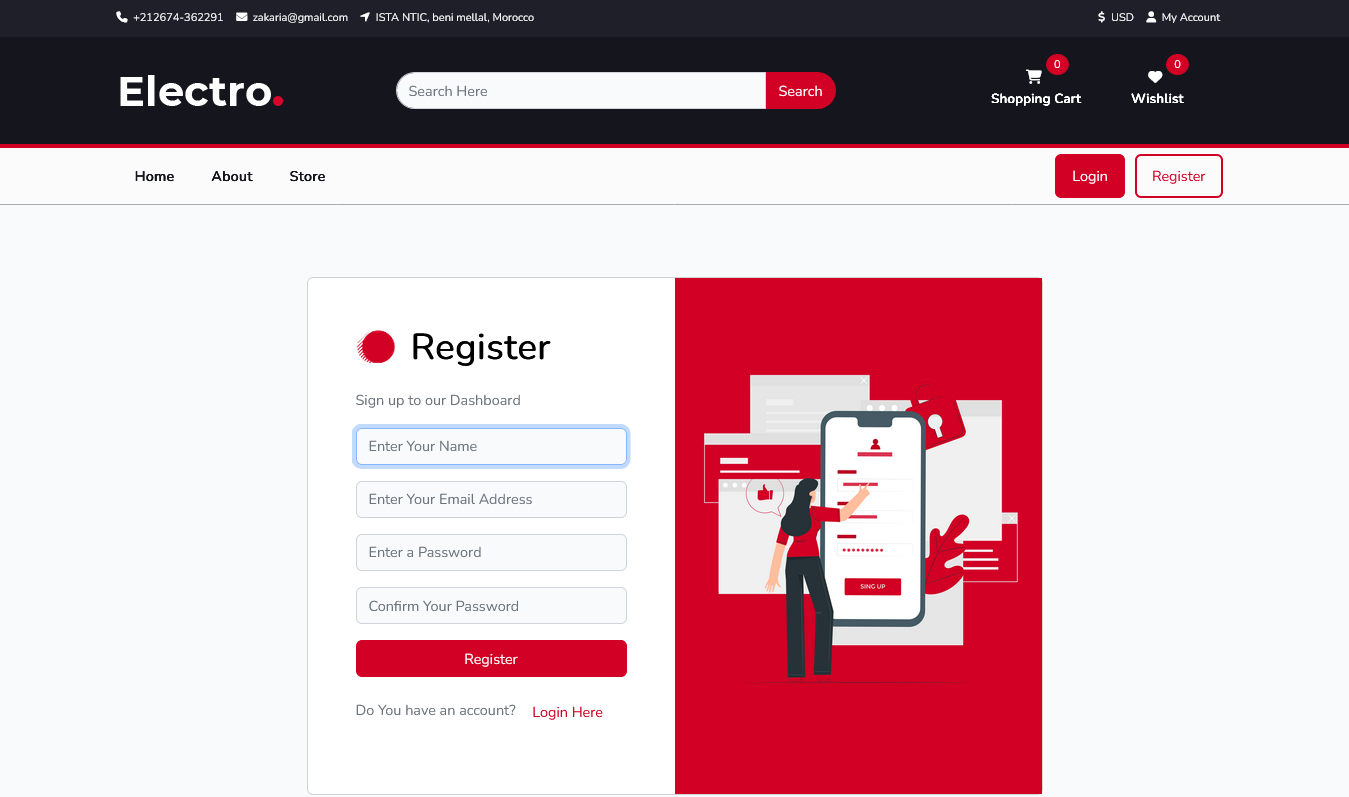 +212674-362291 zakaria@gmail.com ISTA NTIC, beni mellal, Morocco $ USD My Account
Electro.
Search Here Search
0 0
Shopping Cart Wishlist
Home About Store Login Register
Register
Sign up to our Dashboard
Enter Your Name
Enter Your Email Address
Enter a Password
Confirm Your Password
Register
Do You have an account? Login Here
SING UP